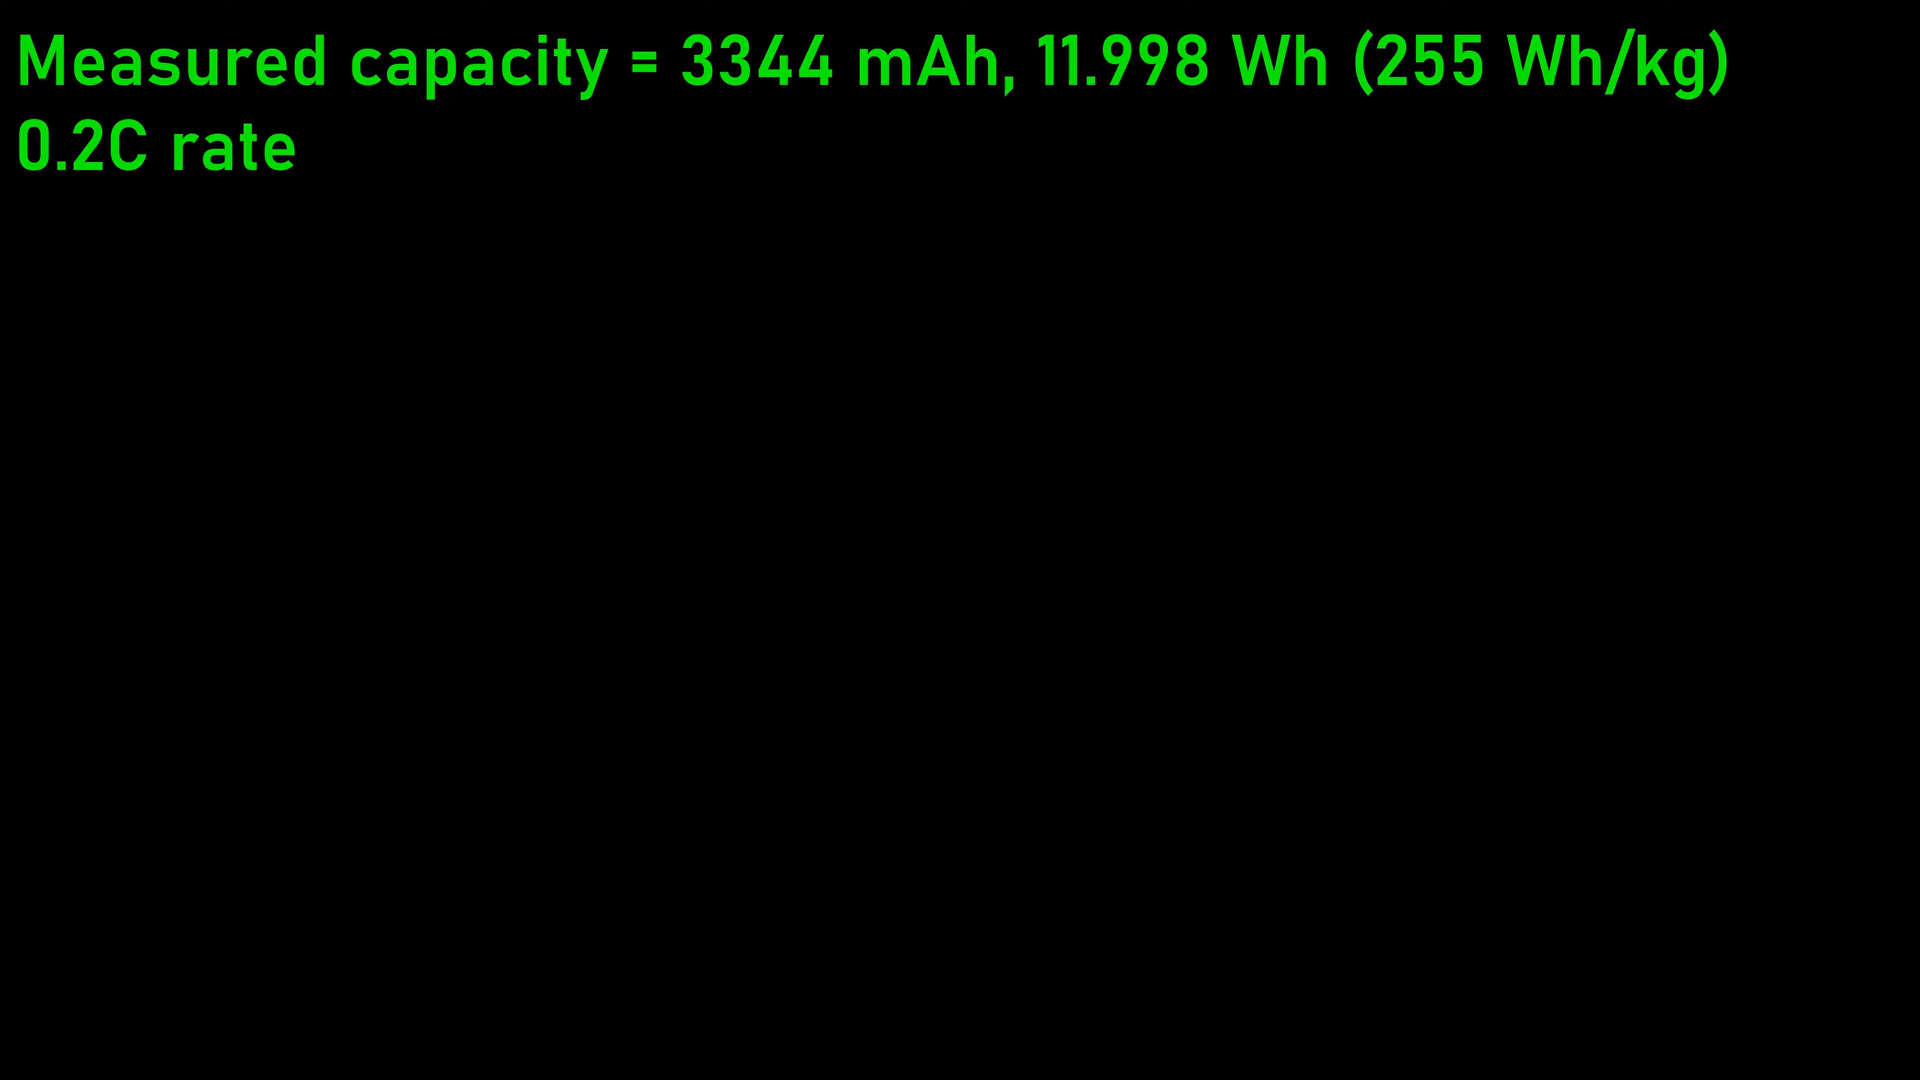 Measured capacity = 3344 mAh, 11.998 Wh (255 Wh/kg)
0.2C rate